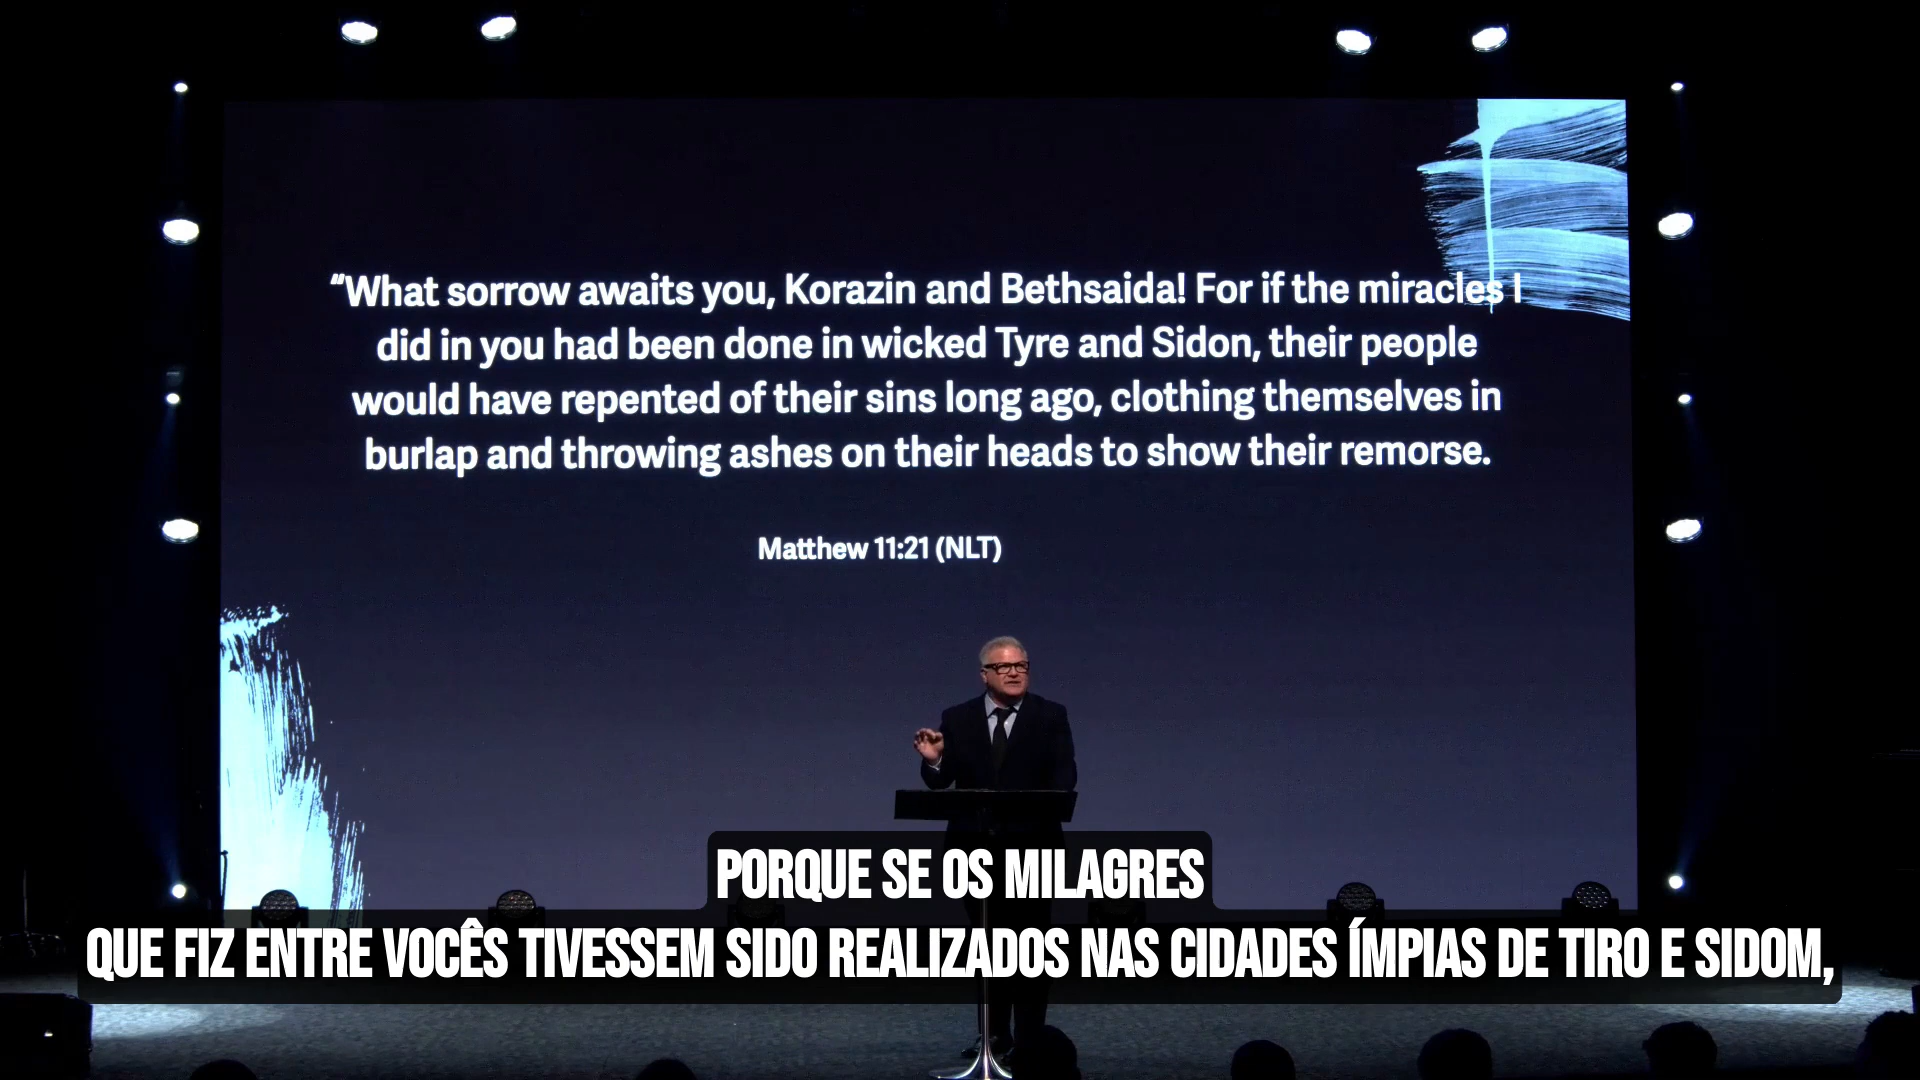 “What sorrow awaits you, Korazin and Bethsaida! For if the miracles I
did in you had been done in wicked Tyre and Sidon, their people
would have repented of their sins long ago, clothing themselves in
burlap and throwing ashes on their heads to show their remorse.
Matthew 11:21 (NLT)
PORQUE SE OS MILAGRES
QUE FIZ ENTRE VOCÊS TIVESSEM SIDO REALIZADOS NAS CIDADES ÍMPIAS DE TIRO E SIDOM,